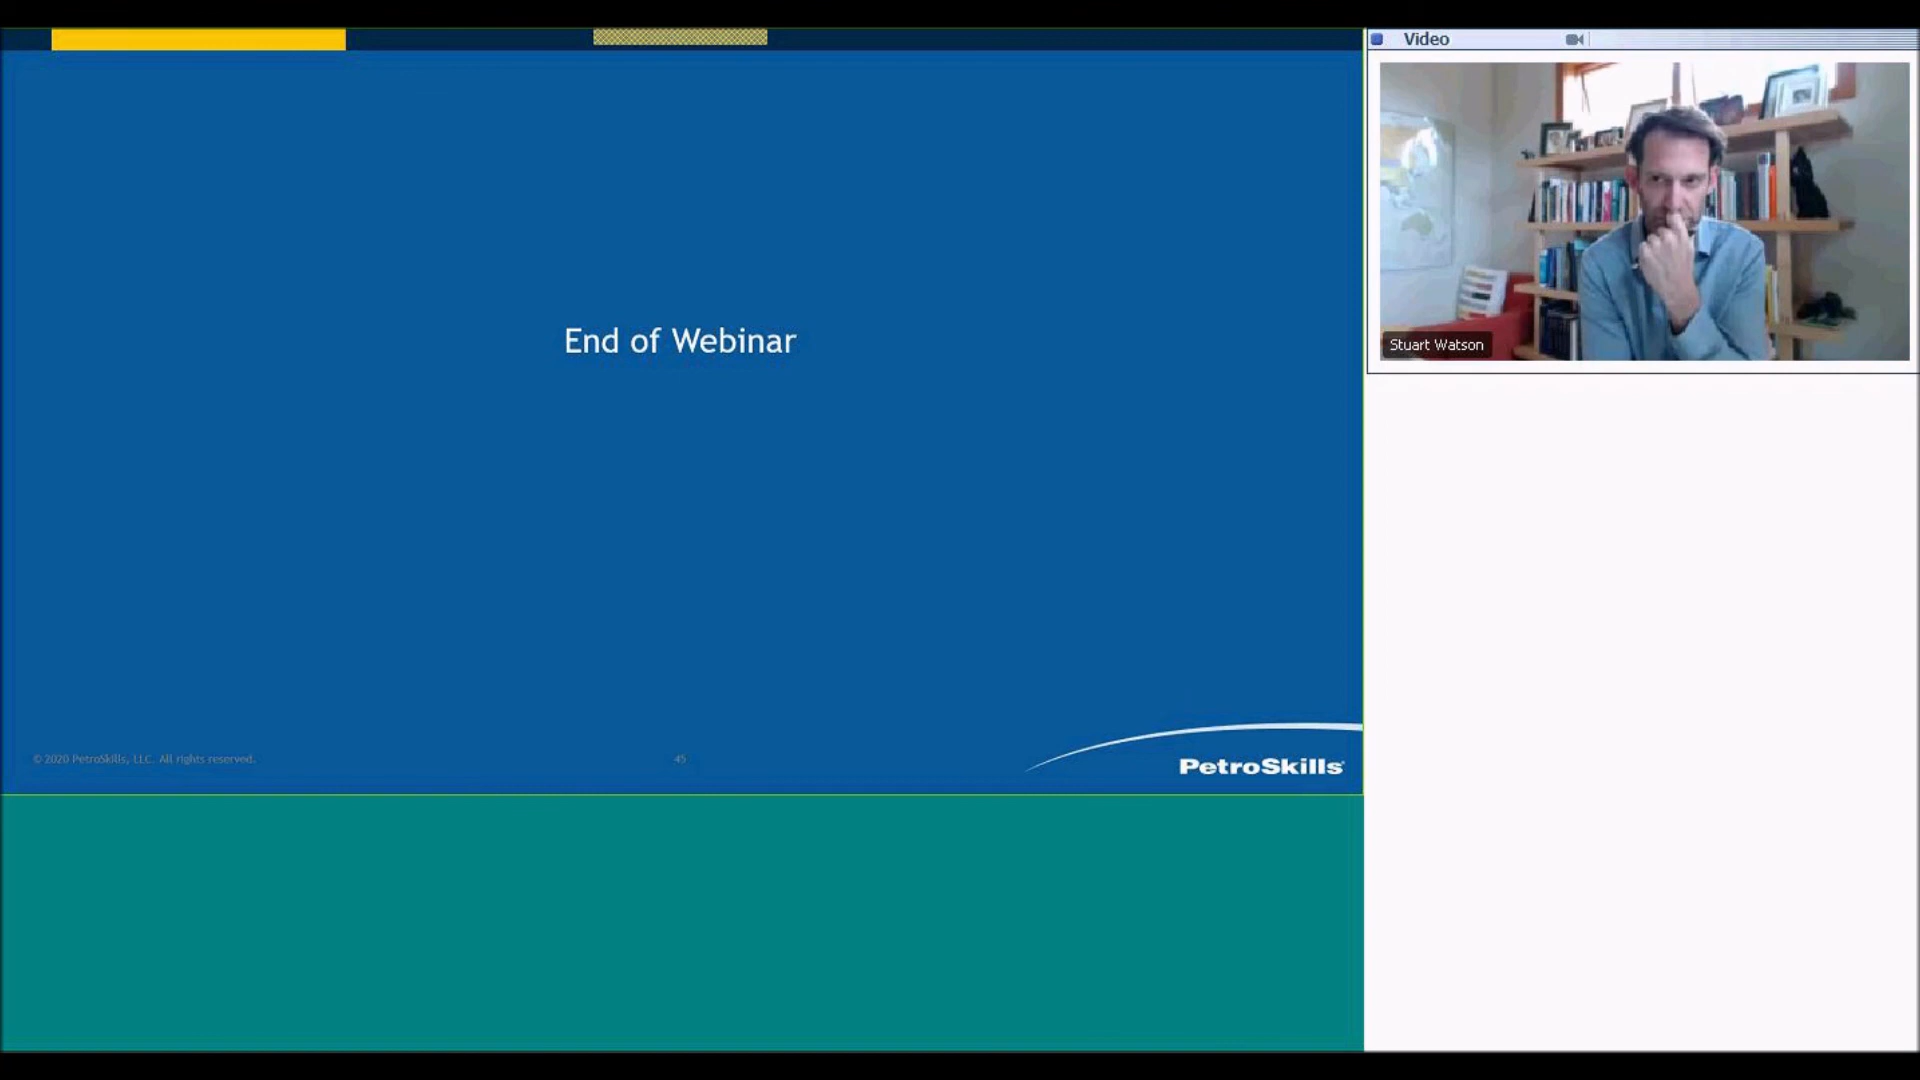 Video
Stuart Watson
End of Webinar
© 2020 PetroSkills, LLC. All rights reserved.
45
PetroSkills